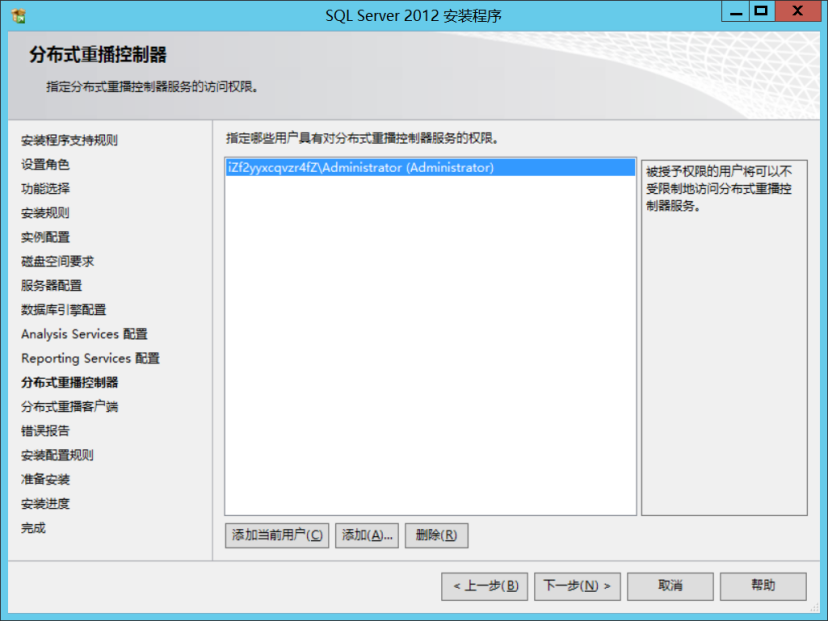 SQL Server 2012 安装程序
分布式重播控制器
指定分布式重播控制器服务的访问权限。
安装程序支持规则
设置角色
功能选择
安装规则
实例配置
磁盘空间要求
服务器配置
数据库引擎配置
Analysis Services 配置
Reporting Services 配置
分布式重播控制器
分布式重播客户端
错误报告
安装配置规则
准备安装
安装进度
完成
指定哪些用户具有对分布式重播控制器服务的权限。
iZf2yyxcqvzr4fZ\Administrator (Administrator)
被授予权限的用户将可以不
受限制地访问分布式重播控
制器服务。
添加当前用户(C) 添加(A)... 删除(R)
< 上一步(B) 下一步(N) > 取消 帮助